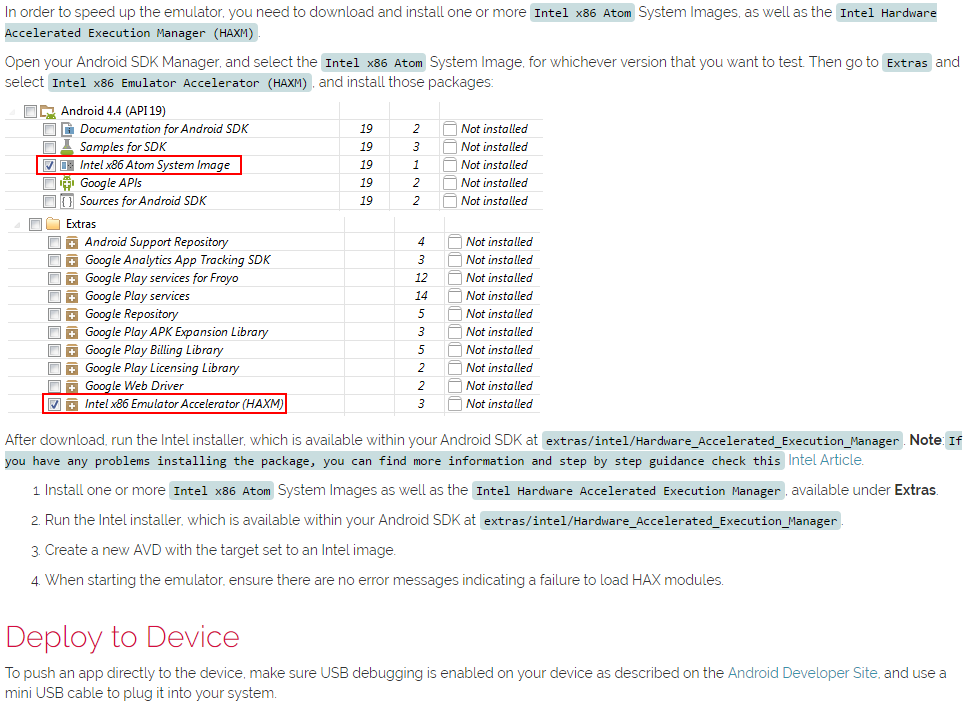 In order to speed up the emulator, you need to download and install one or more Intel x86 Atom System Images, as well as the Intel Hardware
Accelerated Execution Manager (HAXM).
Open your Android SDK Manager, and select the Intel x86 Atom System Image, for whichever version that you want to test. Then go to Extras and
select Intel x86 Emulator Accelerator (HAXM), and install those packages:
Android 4.4 (API 19)
Documentation for Android SDK 19 2 Not installed
Samples for SDK 19 3 Not installed
Intel x86 Atom System Image 19 1 Not installed
Google APIs 19 2 Not installed
Sources for Android SDK 19 2 Not installed
Extras
Android Support Repository 4 Not installed
Google Analytics App Tracking SDK 3 Not installed
Google Play services for Froyo 12 Not installed
Google Play services 14 Not installed
Google Repository 5 Not installed
Google Play APK Expansion Library 3 Not installed
Google Play Billing Library 5 Not installed
Google Play Licensing Library 2 Not installed
Google Web Driver 2 Not installed
Intel x86 Emulator Accelerator (HAXM) 3 Not installed
After download, run the Intel installer, which is available within your Android SDK at extras/intel/Hardware_Accelerated_Execution_Manager. Note: If
you have any problems installing the package, you can find more information and step by step guidance check this Intel Article.
1. Install one or more Intel x86 Atom System Images as well as the Intel Hardware Accelerated Execution Manager, available under Extras.
2. Run the Intel installer, which is available within your Android SDK at extras/intel/Hardware_Accelerated_Execution_Manager.
3. Create a new AVD with the target set to an Intel image.
4. When starting the emulator, ensure there are no error messages indicating a failure to load HAX modules.
Deploy to Device
To push an app directly to the device, make sure USB debugging is enabled on your device as described on the Android Developer Site, and use a
mini USB cable to plug it into your system.